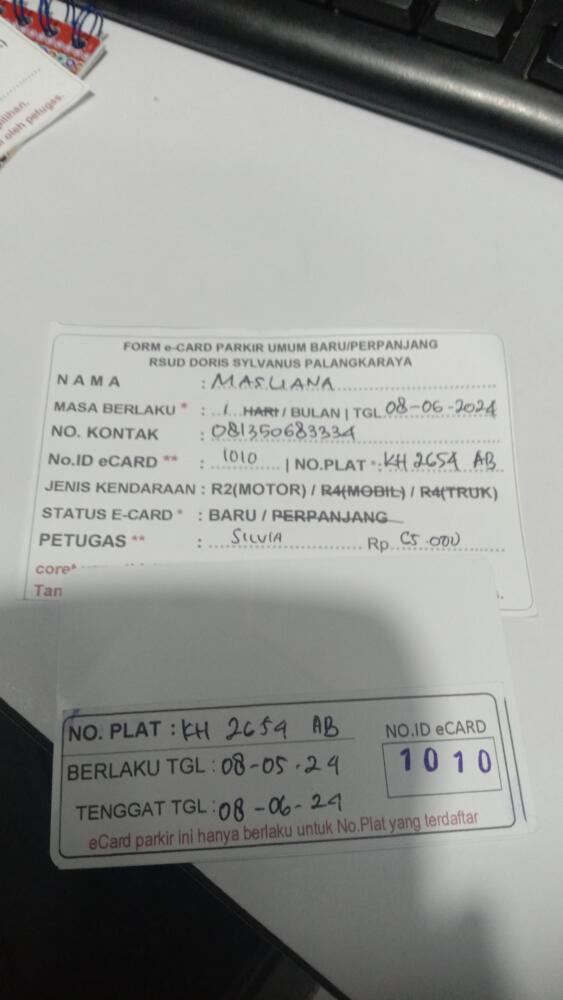 oleh petugas.
FORM e-CARD PARKIR UMUM BARU/PERPANJANG
RSUD DORIS SYLVANUS PALANGKARAYA
NAMA : MASLIANA
MASA BERLAKU * : 1 HARI / BULAN | TGL 08-06-2024
NO. KONTAK : 081350683334
No.ID eCARD ** : 1010 | NO.PLAT * : KH 2654 AB
JENIS KENDARAAN : R2(MOTOR) / R4(MOBIL) / R4(TRUK)
STATUS E-CARD * : BARU / PERPANJANG
PETUGAS ** : SILVIA Rp. 65.000
NO. PLAT : KH 2654 AB
NO.ID eCARD
1010
BERLAKU TGL : 08-05-24
TENGGAT TGL : 08-06-24
eCard parkir ini hanya berlaku untuk No.Plat yang terdaftar